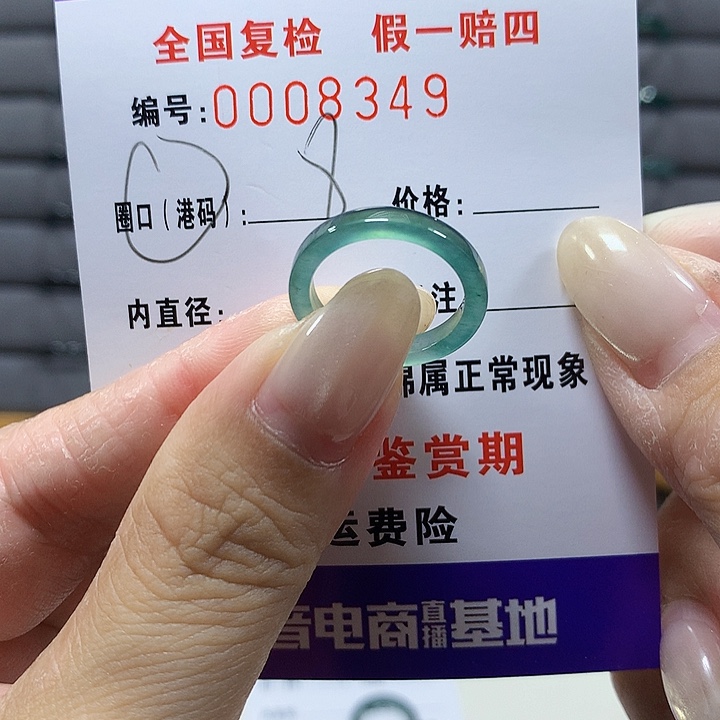 全国复检 假一赔四
编号:0008349
圈口(港码): 8 价格:
内直径: 注
属正常现象
鉴赏期
运费险
音电商直播基地